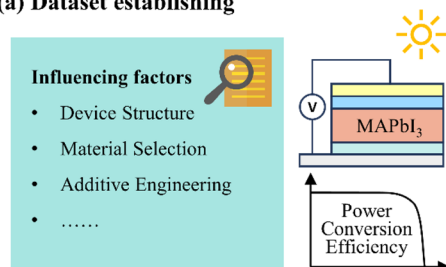 (a) Dataset establishing
Influencing factors
• Device Structure
• Material Selection
• Additive Engineering
• ……
V
MAPbI₃
Power
Conversion
Efficiency